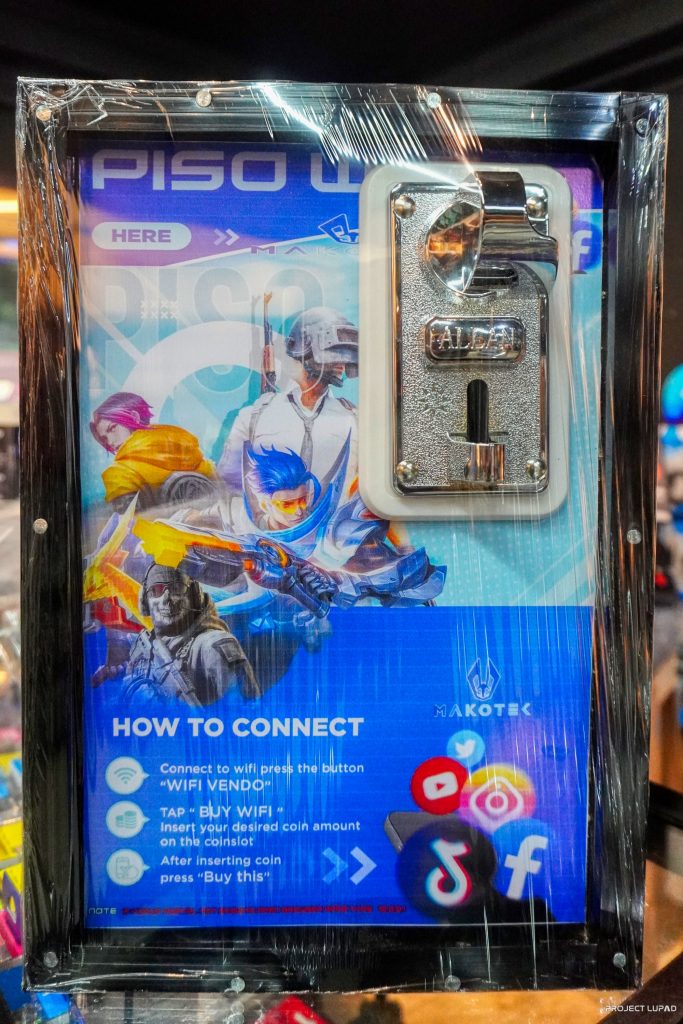 PISO W
HERE
MAKO
PISO
ALLAN
MAKOTEK
HOW TO CONNECT
Connect to wifi press the button
"WIFI VENDO"
TAP " BUY WIFI "
Insert your desired coin amount
on the coinslot
After inserting coin
press "Buy this"
NOTE
PROJECT LUPAD